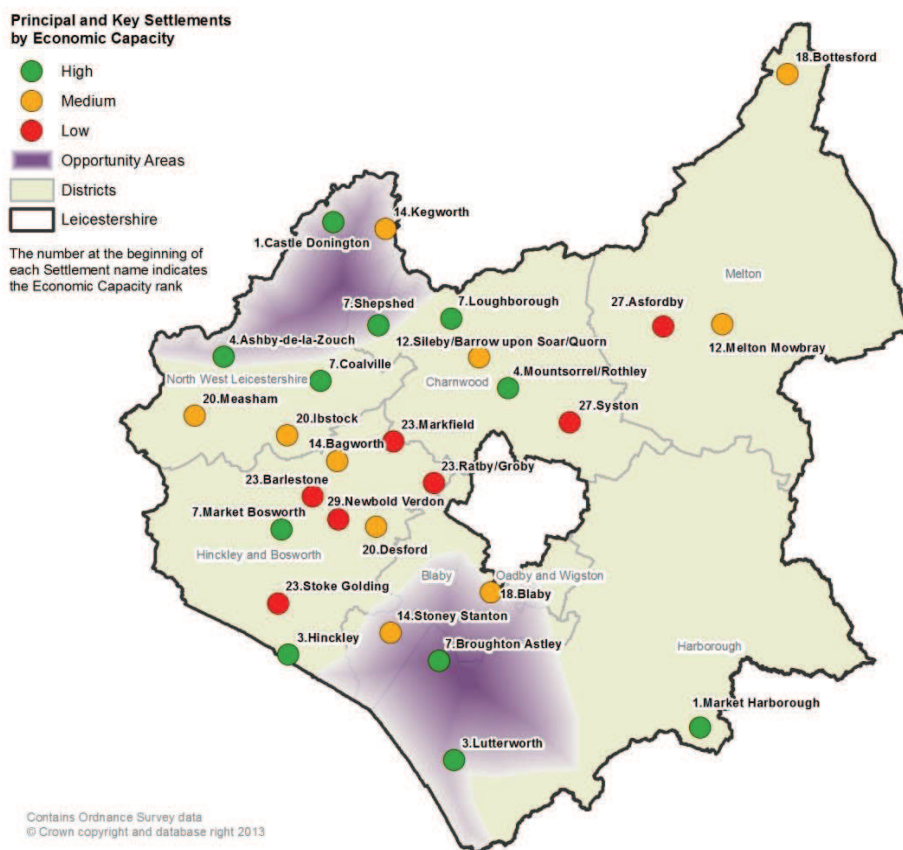 Principal and Key Settlements
by Economic Capacity
High
Medium
Low
Opportunity Areas
Districts
Leicestershire
The number at the beginning of
each Settlement name indicates
the Economic Capacity rank
18.Bottesford
14.Kegworth
1.Castle Donington
Melton
7.Shepshed
7.Loughborough
27.Asfordby
4.Ashby-de-la-Zouch
12.Sileby/Barrow upon Soar/Quorn
12.Melton Mowbray
7.Coalville
North West Leicestershire
Charnwood
4.Mountsorrel/Rothley
20.Measham
20.Ibstock
27.Syston
23.Markfield
14.Bagworth
23.Ratby/Groby
23.Barlestone
29.Newbold Verdon
7.Market Bosworth
20.Desford
Hinckley and Bosworth
Blaby
Oadby and Wigston
23.Stoke Golding
18.Blaby
14.Stoney Stanton
3.Hinckley
7.Broughton Astley
Harborough
1.Market Harborough
3.Lutterworth
Contains Ordnance Survey data
© Crown copyright and database right 2013